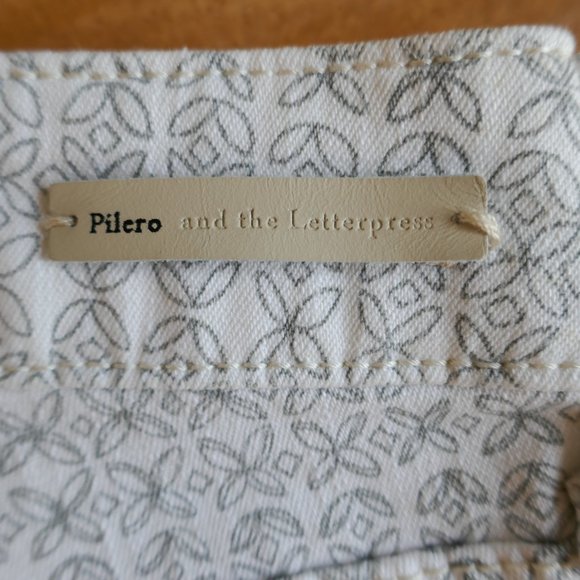 Pilcro and the Letterpress